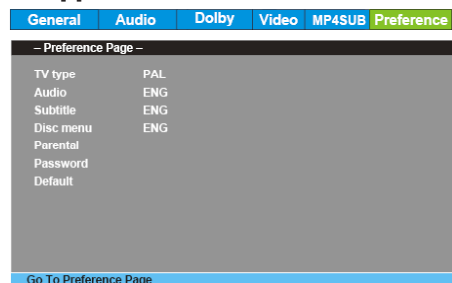 General Audio Dolby Video MP4SUB Preference
– Preference Page –
TV type PAL
Audio ENG
Subtitle ENG
Disc menu ENG
Parental
Password
Default
Go To Preference Page